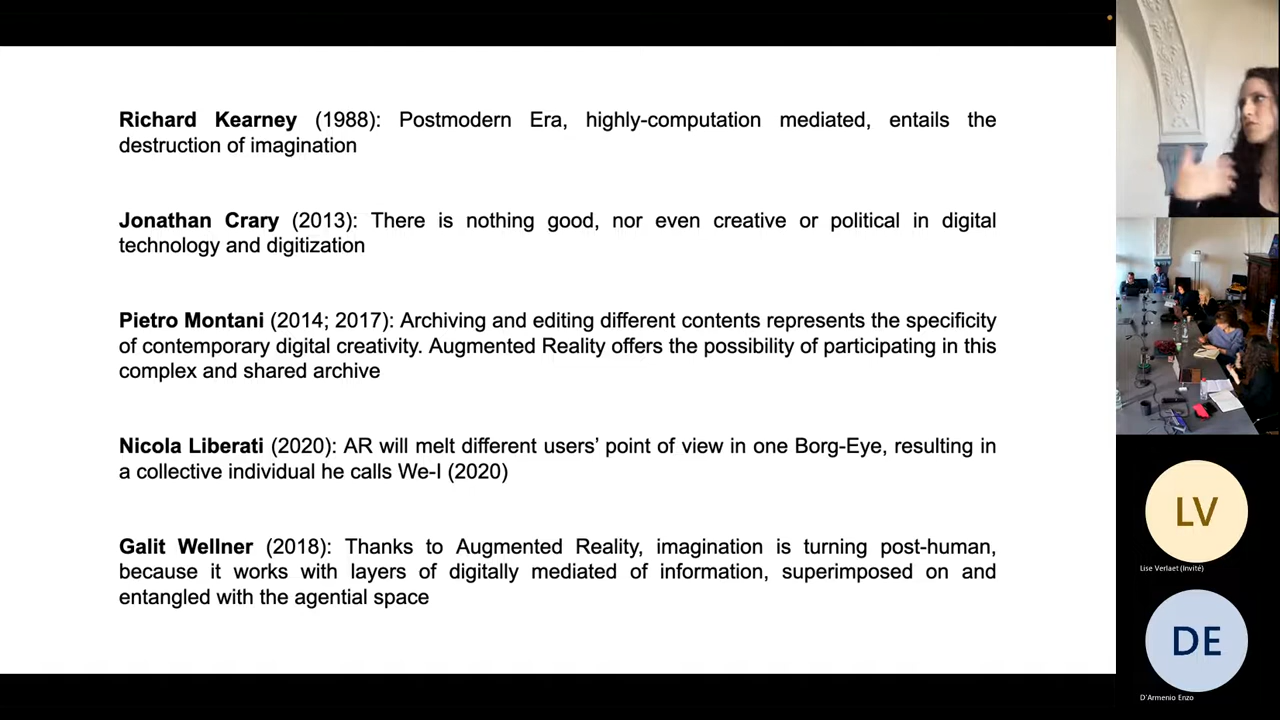 Richard Kearney (1988): Postmodern Era, highly-computation mediated, entails the
destruction of imagination
Jonathan Crary (2013): There is nothing good, nor even creative or political in digital
technology and digitization
Pietro Montani (2014; 2017): Archiving and editing different contents represents the specificity
of contemporary digital creativity. Augmented Reality offers the possibility of participating in this
complex and shared archive
Nicola Liberati (2020): AR will melt different users’ point of view in one Borg-Eye, resulting in
a collective individual he calls We-I (2020)
Galit Wellner (2018): Thanks to Augmented Reality, imagination is turning post-human,
because it works with layers of digitally mediated of information, superimposed on and
entangled with the agential space
LV
Lise Verlaet (Invité)
DE
D'Armenio Enzo